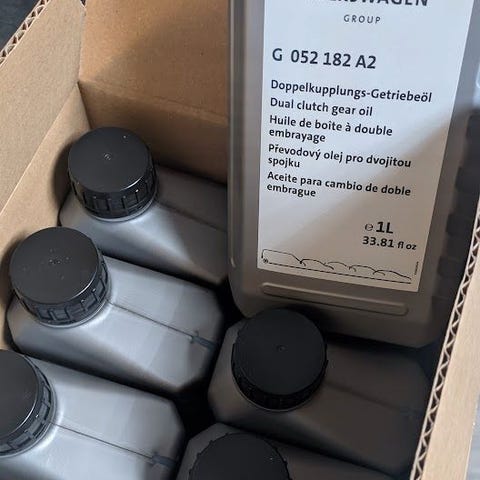 GROUP
G 052 182 A2
Doppelkupplungs-Getriebeöl
Dual clutch gear oil
Huile de boîte à double
embrayage
Převodový olej pro dvojitou
spojku
Aceite para cambio de doble
embrague
℮ 1L
33.81 fl oz